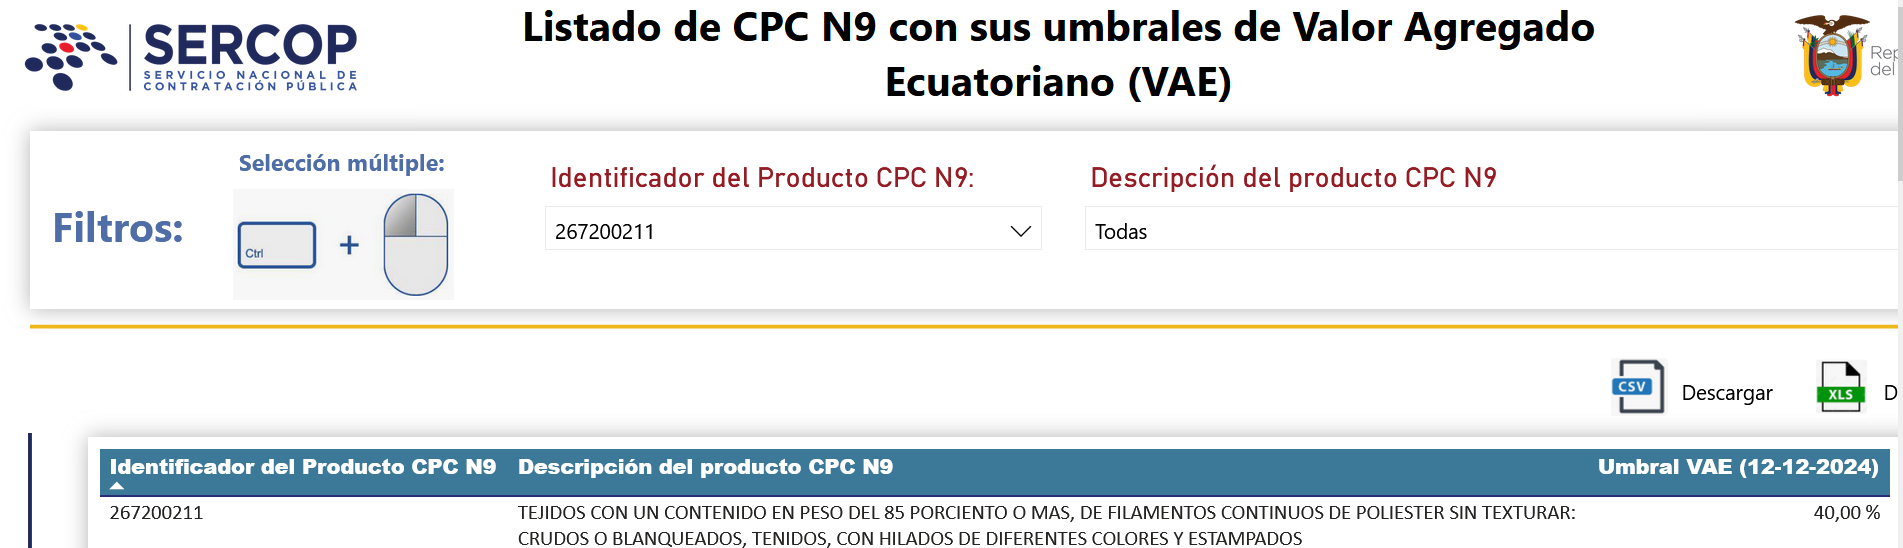 SERCOP
SERVICIO NACIONAL DE
CONTRATACIÓN PÚBLICA
Listado de CPC N9 con sus umbrales de Valor Agregado
Ecuatoriano (VAE)
Rep
del
Filtros:
Selección múltiple:
Ctrl
+
Identificador del Producto CPC N9:
267200211
Descripción del producto CPC N9
Todas
CSV
Descargar
XLS
D
Identificador del Producto CPC N9 Descripción del producto CPC N9 Umbral VAE (12-12-2024)
267200211 TEJIDOS CON UN CONTENIDO EN PESO DEL 85 PORCIENTO O MAS, DE FILAMENTOS CONTINUOS DE POLIESTER SIN TEXTURAR: 40,00 %
CRUDOS O BLANQUEADOS, TENIDOS, CON HILADOS DE DIFERENTES COLORES Y ESTAMPADOS